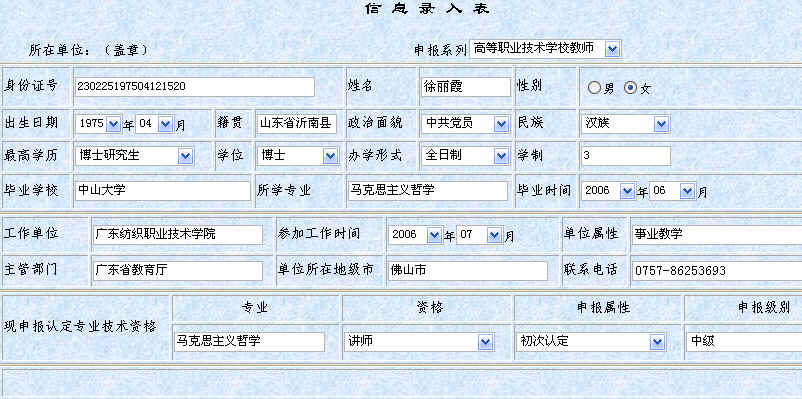 信息录入表
所在单位：（盖章） 申报系列 高等职业技术学校教师
身份证号 230225197504121520 姓名 徐丽霞 性别 男 女
出生日期 1975 年 04 月 籍贯 山东省沂南县 政治面貌 中共党员 民族 汉族
最高学历 博士研究生 学位 博士 办学形式 全日制 学制 3
毕业学校 中山大学 所学专业 马克思主义哲学 毕业时间 2006 年 06 月
工作单位 广东纺织职业技术学院 参加工作时间 2006 年 07 月 单位属性 事业教学
主管部门 广东省教育厅 单位所在地级市 佛山市 联系电话 0757-86253693
专业 资格 申报属性 申报级别
现申报认定专业技术资格
马克思主义哲学 讲师 初次认定 中级